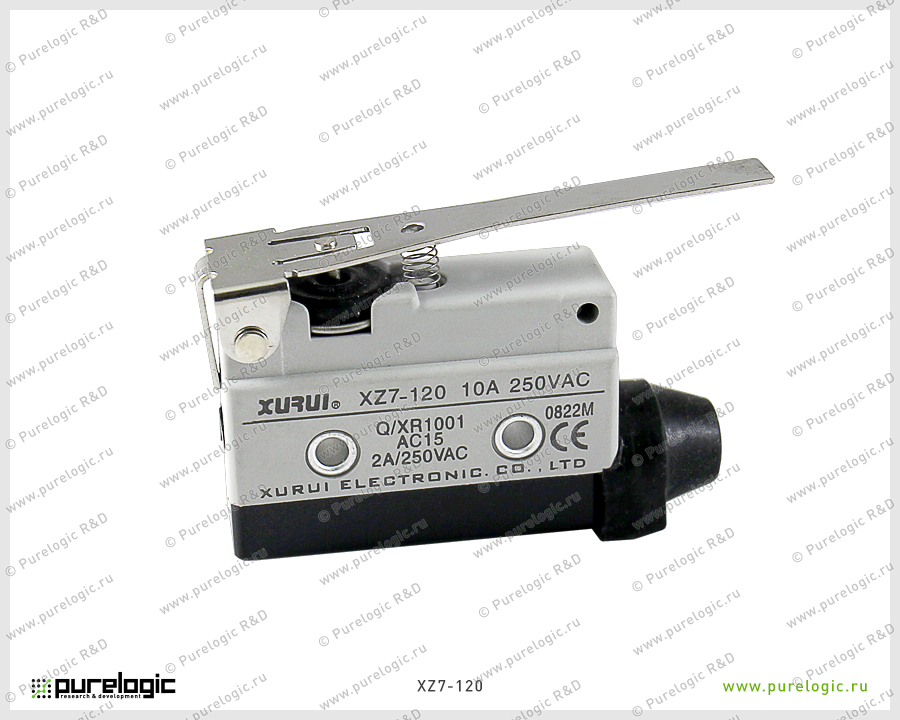 XURUI® XZ7-120 10A 250VAC
Q/XR1001
0822M
AC15
CE
2A/250VAC
XURUI ELECTRONIC. CO., LTD
purelogic
research & development
XZ7-120
www.purelogic.ru
© Purelogic R&D
www.purelogic.ru